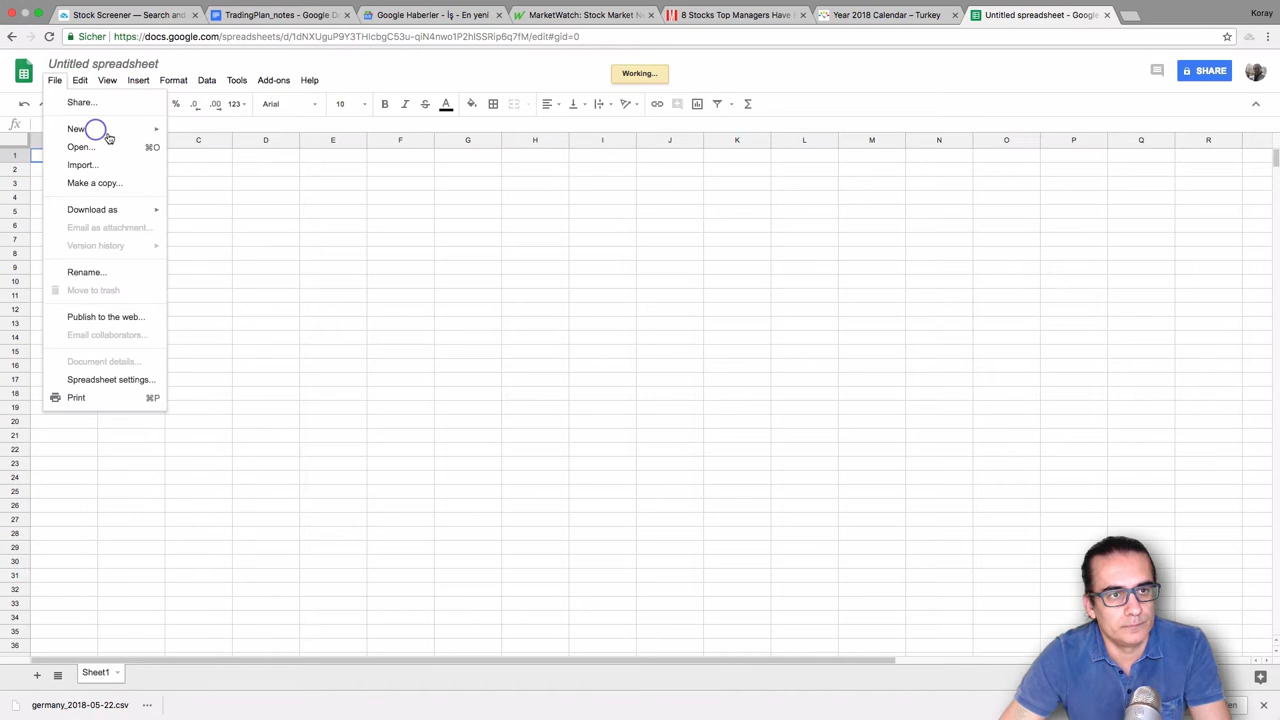 Stock Screener — Search and
TradingPlan_notes - Google D
Google Haberler - İş - En yeni
MarketWatch: Stock Market N
8 Stocks Top Managers Have
Year 2018 Calendar – Turkey
Untitled spreadsheet - Google
Koray
Sicher
https://docs.google.com/spreadsheets/d/1dNXUguP9Y3THIcbgC53u-qiN4nwo1P2hlSSRip6q7fM/edit#gid=0
Untitled spreadsheet
File Edit View Insert Format Data Tools Add-ons Help
Working...
SHARE
% .0 .00 123 Arial 10 B I S A Σ
fx
Share...
New
Open... ⌘O
Import...
Make a copy...
Download as
Email as attachment...
Version history
Rename...
Move to trash
Publish to the web...
Email collaborators...
Document details...
Spreadsheet settings...
Print ⌘P
C D E F G H I J K L M N O P Q R
1
2
3
4
5
6
7
8
9
10
11
12
13
14
15
16
17
18
19
20
21
22
23
24
25
26
27
28
29
30
31
32
33
34
35
36
Sheet1
germany_2018-05-22.csv